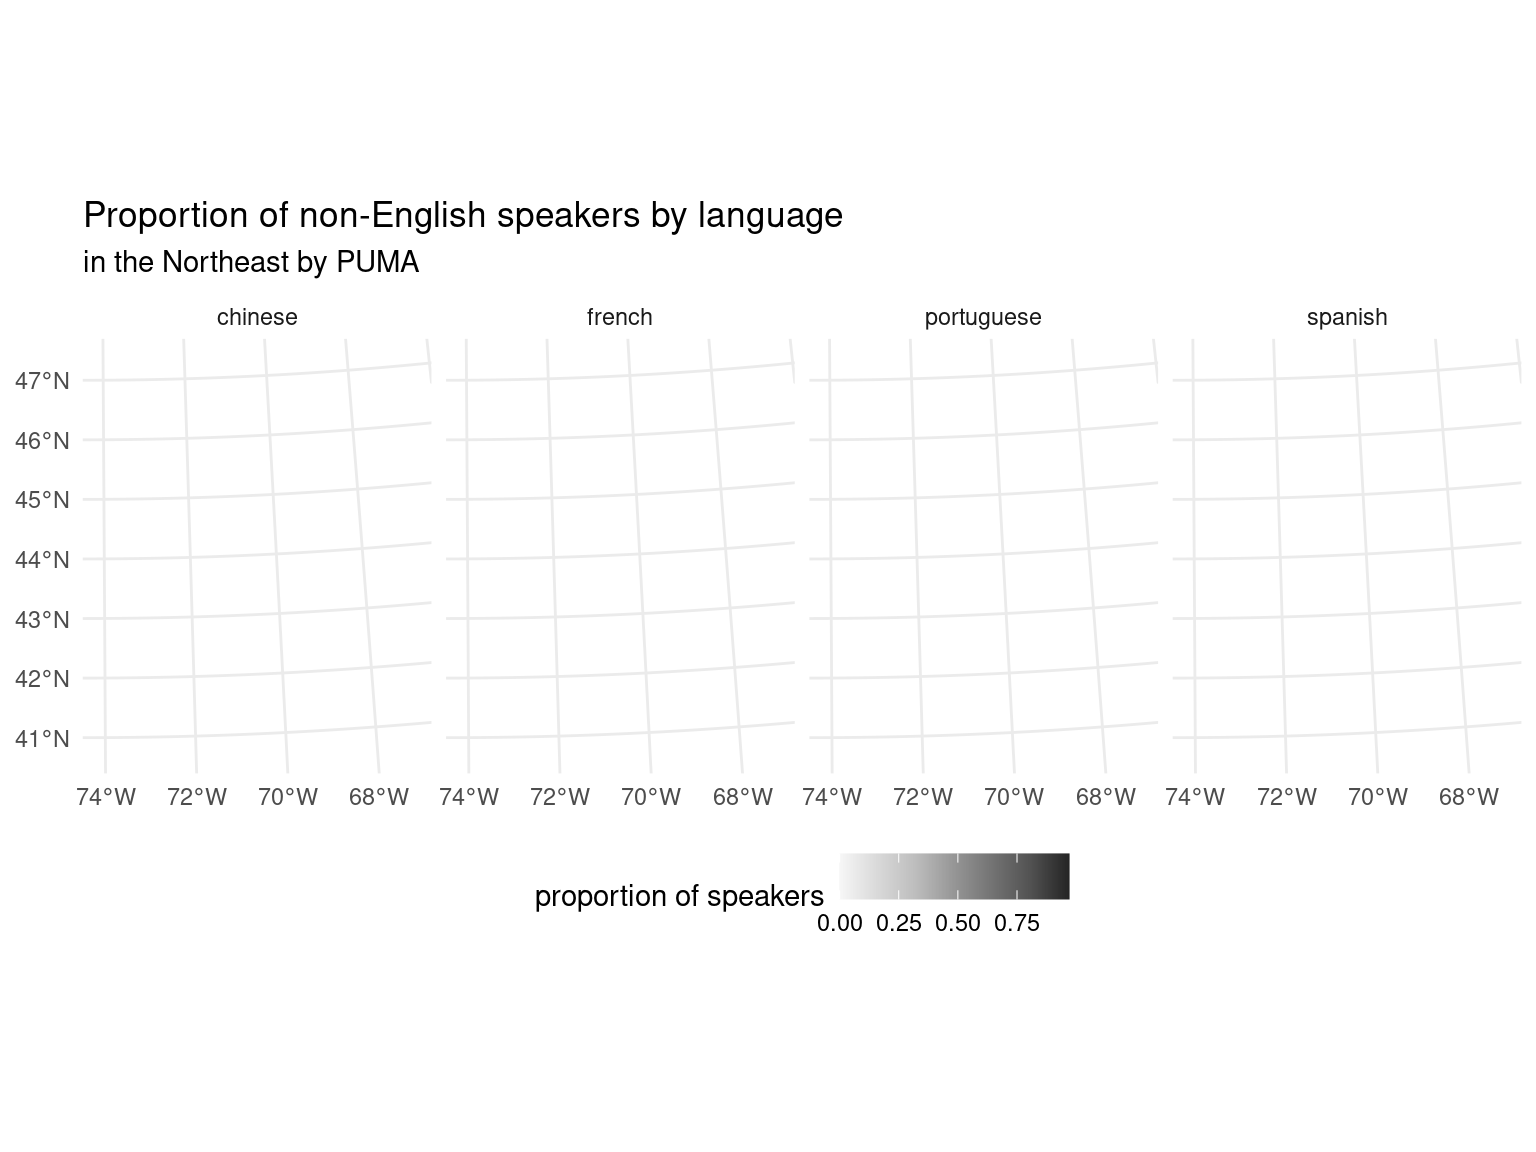 Proportion of non-English speakers by language
in the Northeast by PUMA
chinese french portuguese spanish
47°N
46°N
45°N
44°N
43°N
42°N
41°N
74°W 72°W 70°W 68°W 74°W 72°W 70°W 68°W 74°W 72°W 70°W 68°W 74°W 72°W 70°W 68°W
proportion of speakers
0.00 0.25 0.50 0.75